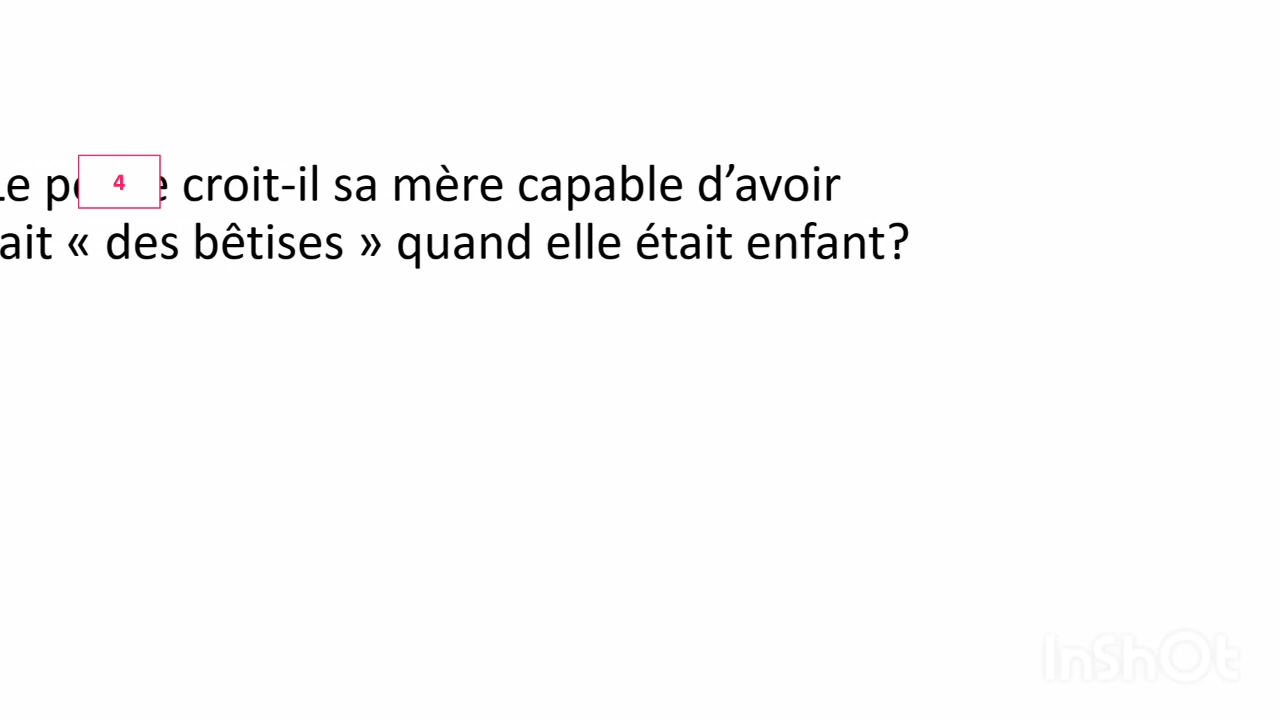 Le 4 croit-il sa mère capable d’avoir
ait « des bêtises » quand elle était enfant?
InShOt